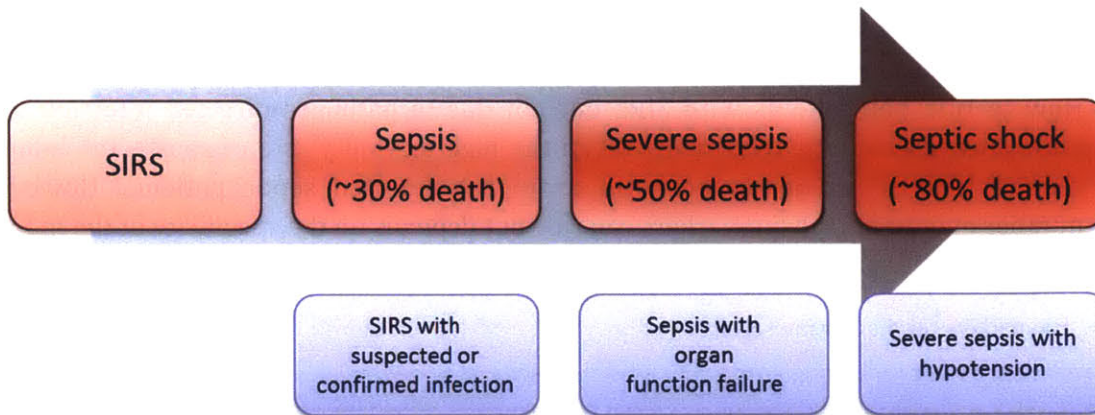 SIRS
Sepsis
(~30% death)
Severe sepsis
(~50% death)
Septic shock
(~80% death)
SIRS with
suspected or
confirmed infection
Sepsis with
organ
function failure
Severe sepsis with
hypotension